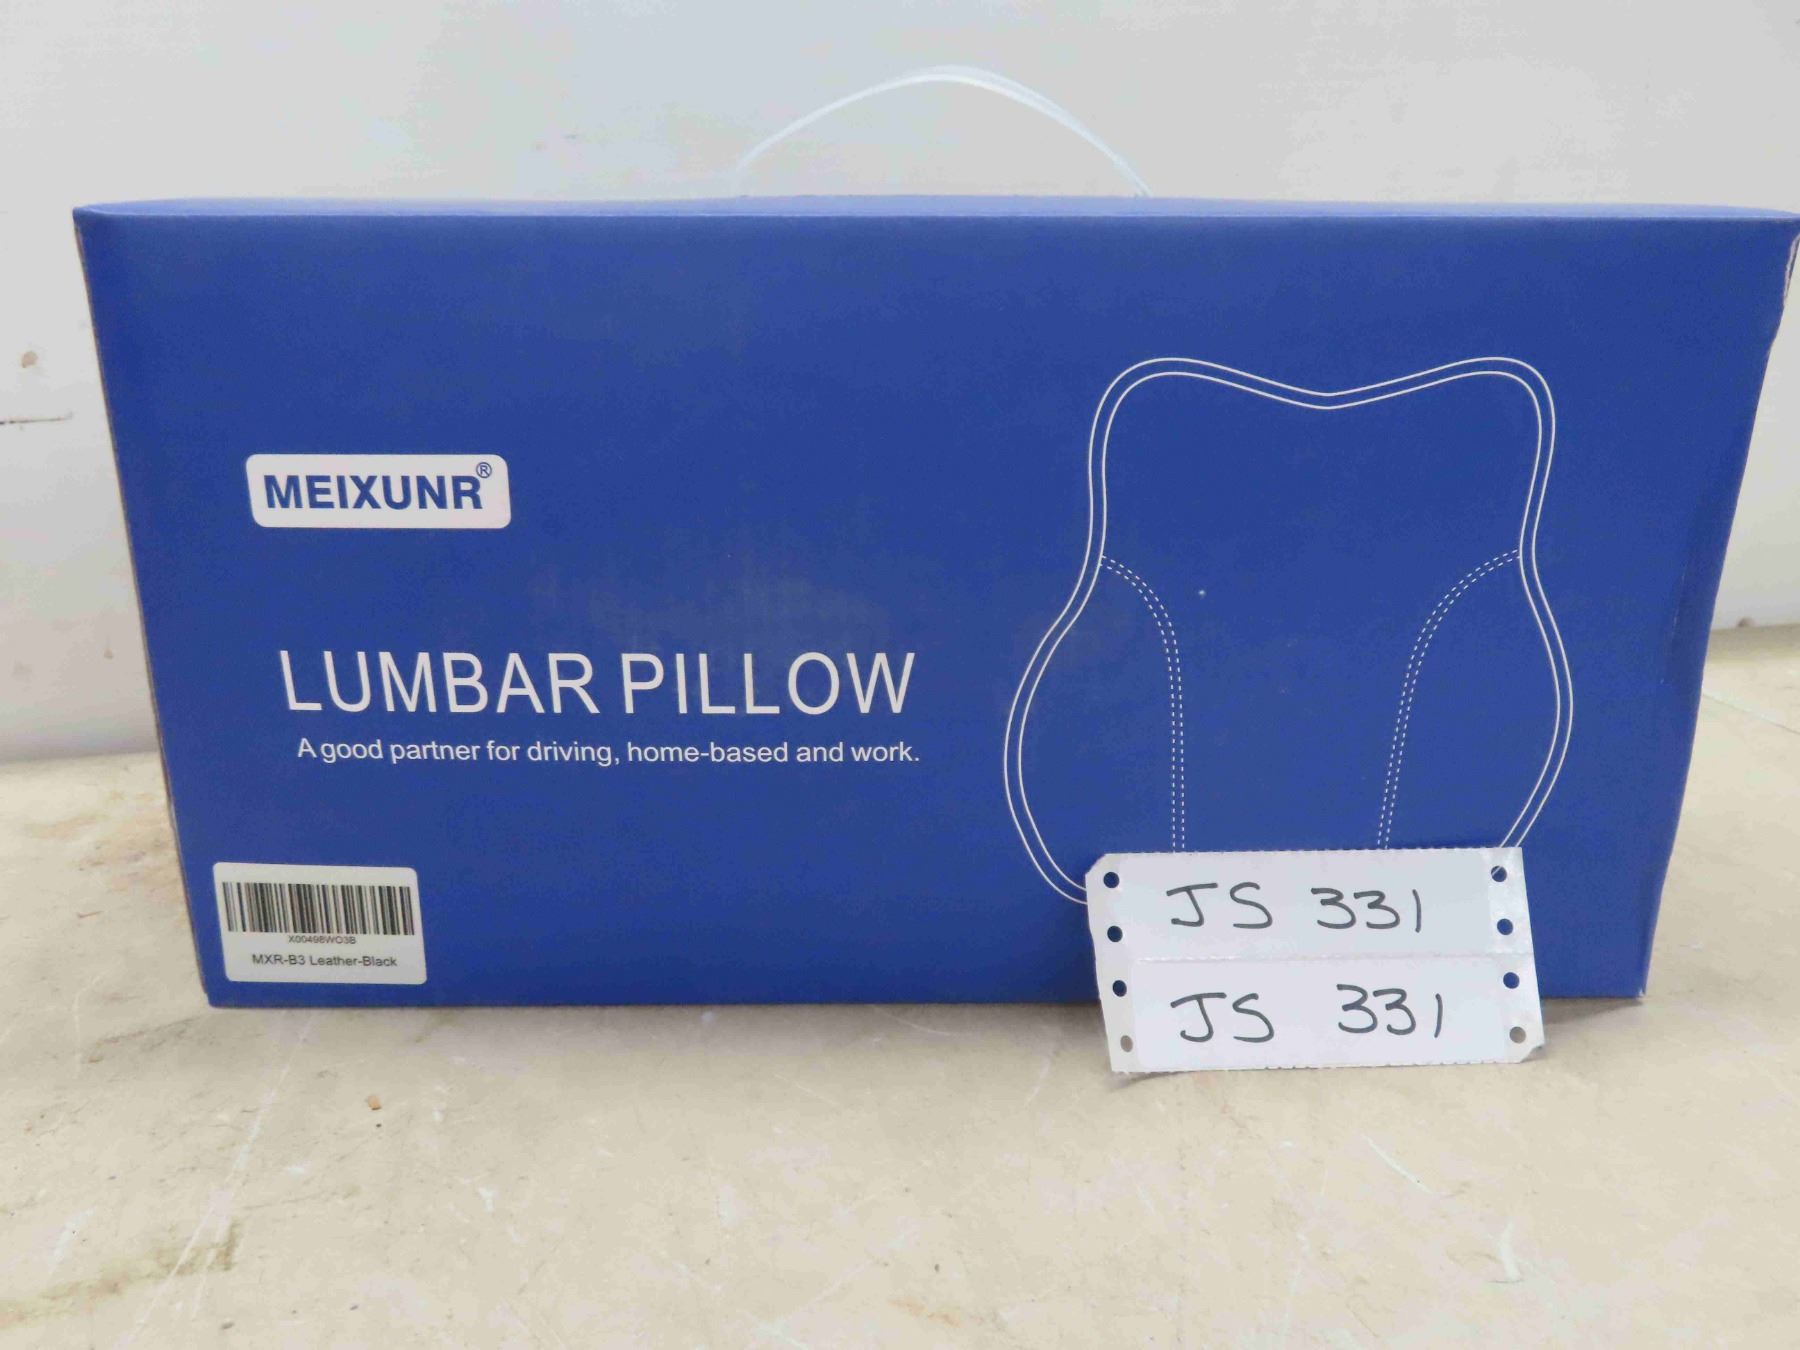 MEIXUNR®
LUMBAR PILLOW
A good partner for driving, home-based and work.
X00498WO3B
MXR-B3 Leather-Black
JS 331
JS 331